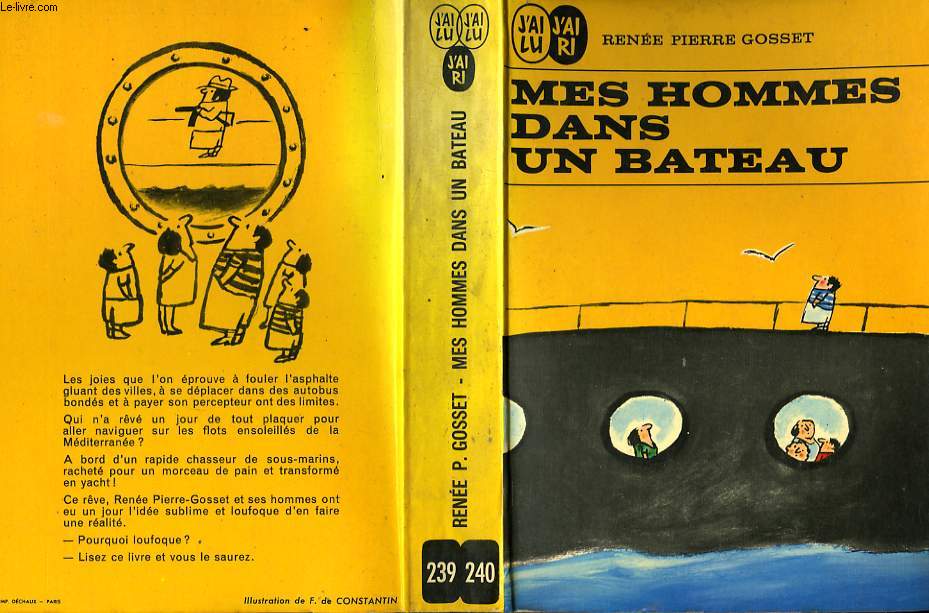 Le-livre.com
Les joies que l'on éprouve à fouler l'asphalte
gluant des villes, à se déplacer dans des autobus
bondés et à payer son percepteur ont des limites.
Qui n'a rêvé un jour de tout plaquer pour
aller naviguer sur les flots ensoleillés de la
Méditerranée ?
A bord d'un rapide chasseur de sous-marins,
racheté pour un morceau de pain et transformé
en yacht !
Ce rêve, Renée Pierre-Gosset et ses hommes ont
eu un jour l'idée sublime et loufoque d'en faire
une réalité.
— Pourquoi loufoque ?
— Lisez ce livre et vous le saurez.
IMP. DÉCHAUX – PARIS
Illustration de F. de CONSTANTIN
J'AI LU
J'AI LU
J'AI RI
RENÉE P. GOSSET - MES HOMMES DANS UN BATEAU
239 240
J'AI LU
J'AI RI
RENÉE PIERRE GOSSET
MES HOMMES
DANS
UN BATEAU